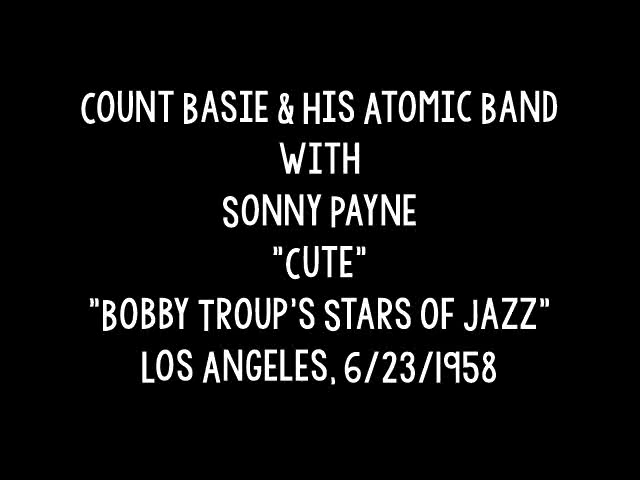 COUNT BASIE & HIS ATOMIC BAND
WITH
SONNY PAYNE
"CUTE"
"BOBBY TROUP'S STARS OF JAZZ"
LOS ANGELES, 6/23/1958